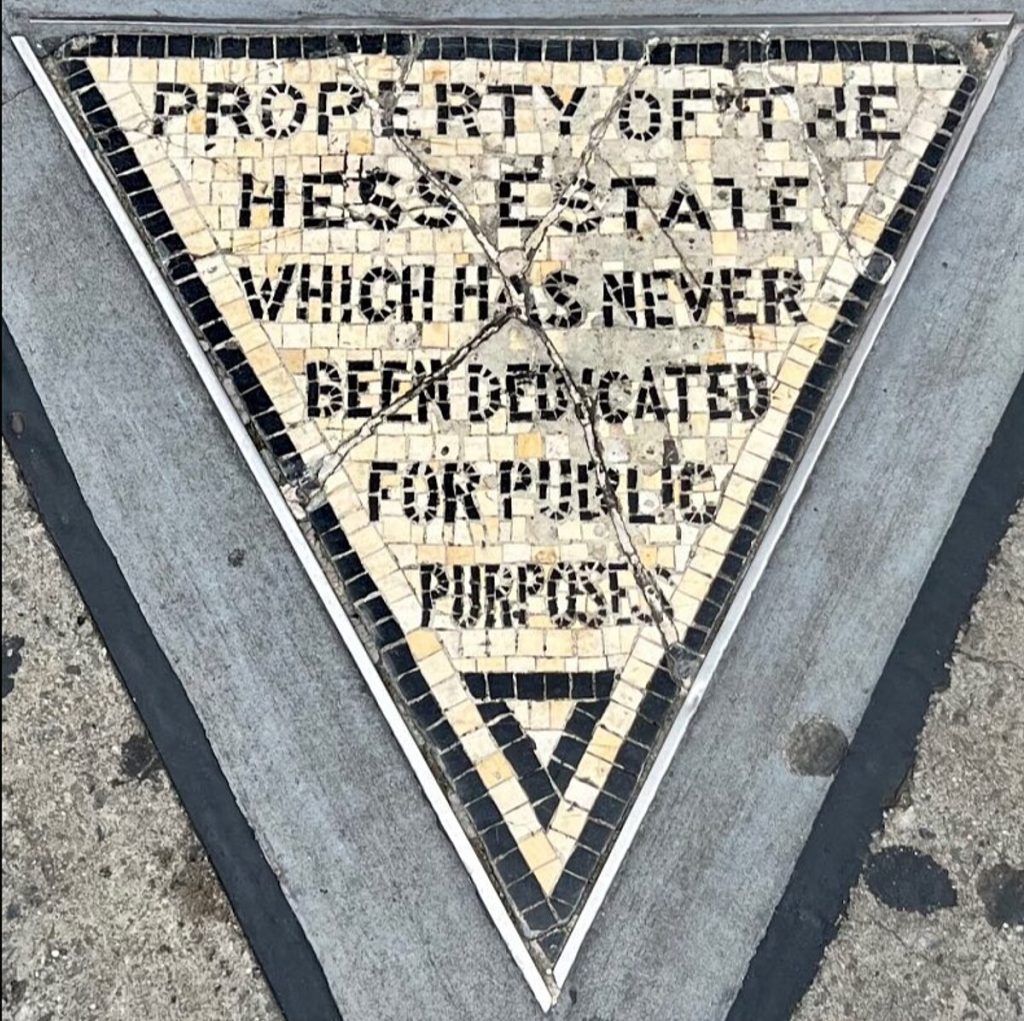 PROPERTY OF THE
HESS ESTATE
WHICH HAS NEVER
BEEN DEDICATED
FOR PUBLIC
PURPOSES